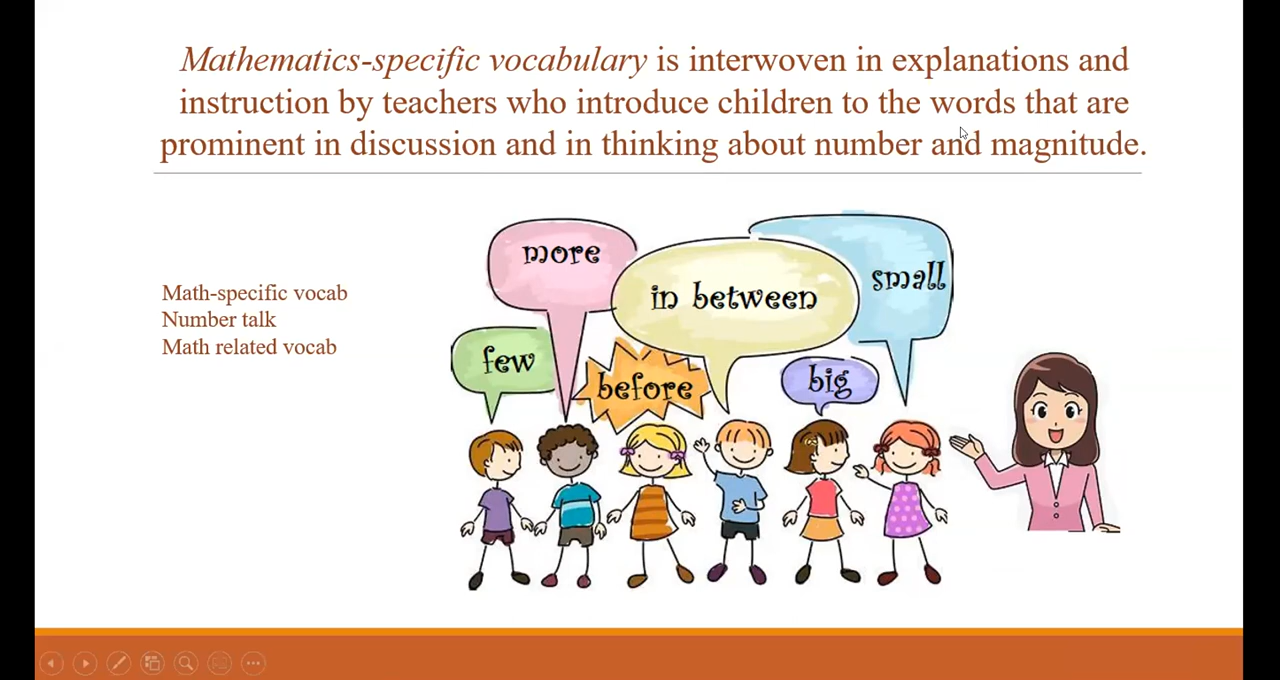 Mathematics-specific vocabulary is interwoven in explanations and
instruction by teachers who introduce children to the words that are
prominent in discussion and in thinking about number and magnitude.
Math-specific vocab
Number talk
Math related vocab
more
in between
small
few
before
big